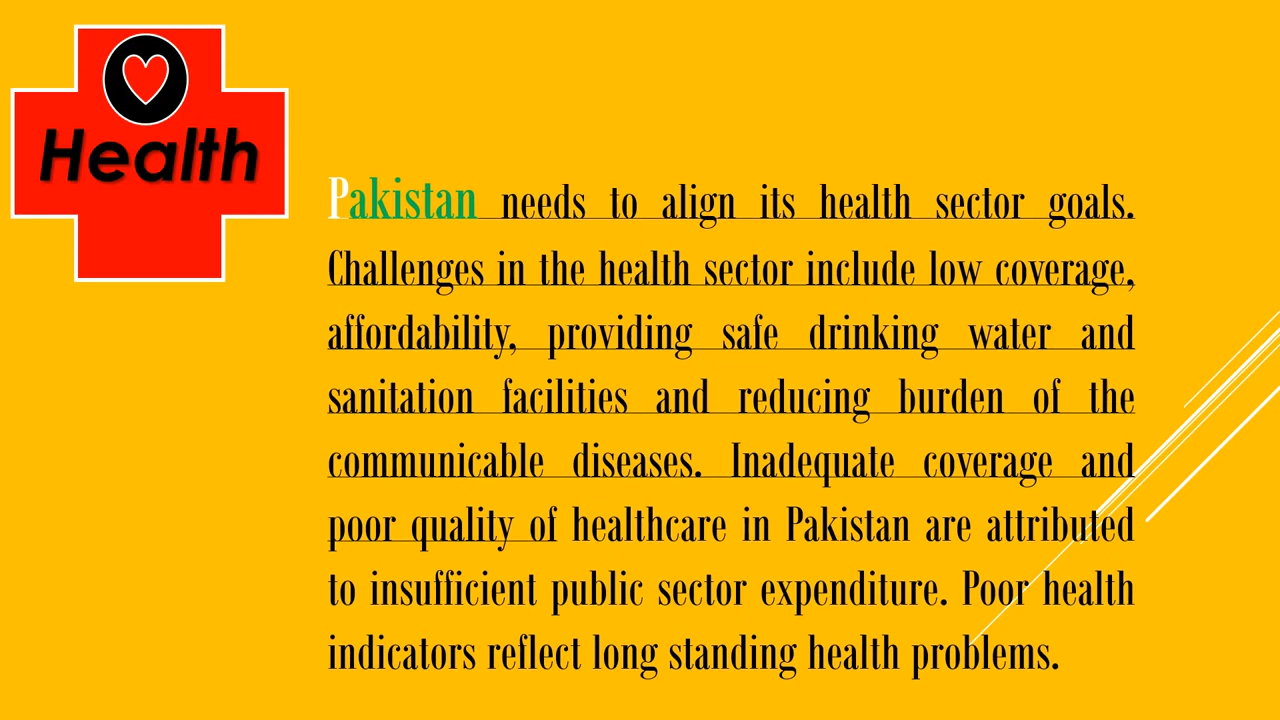 Health
Pakistan needs to align its health sector goals.
Challenges in the health sector include low coverage,
affordability, providing safe drinking water and
sanitation facilities and reducing burden of the
communicable diseases. Inadequate coverage and
poor quality of healthcare in Pakistan are attributed
to insufficient public sector expenditure. Poor health
indicators reflect long standing health problems.